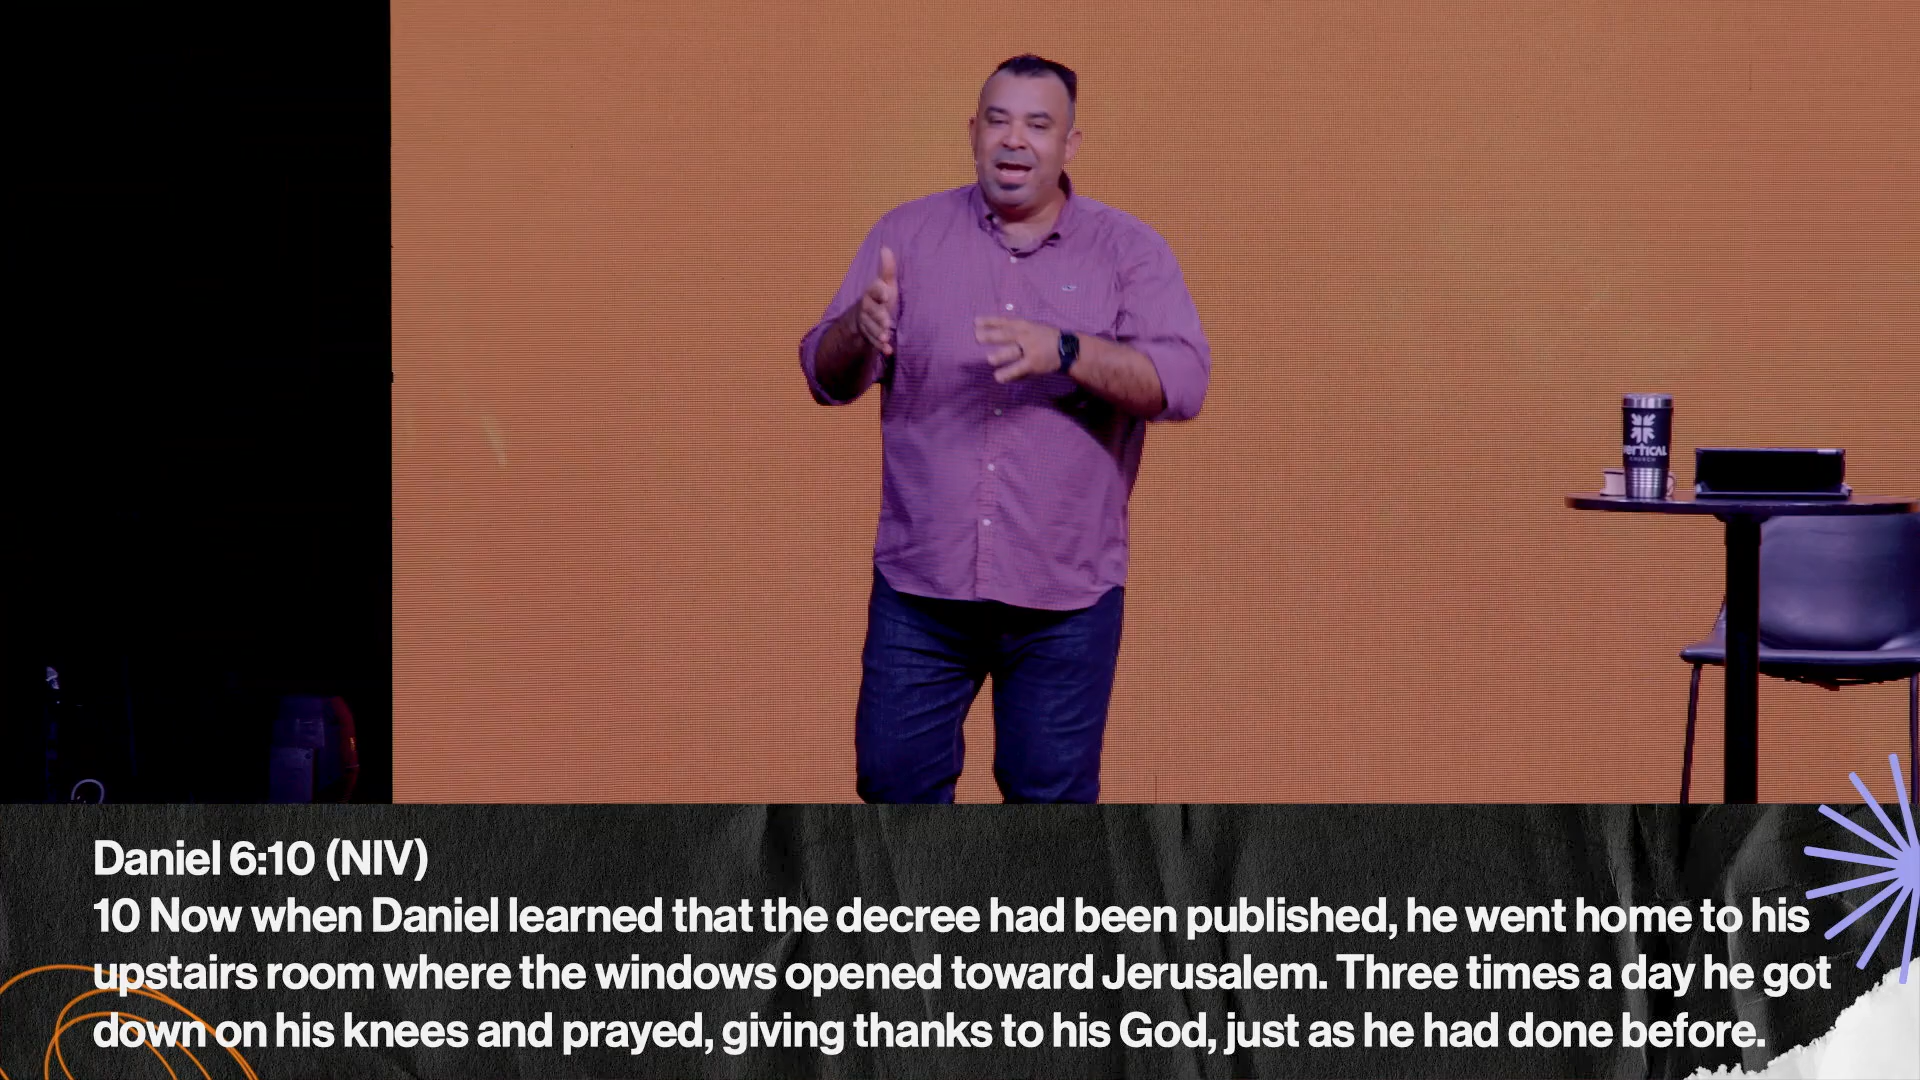 vertical
CHURCH
Daniel 6:10 (NIV)
10 Now when Daniel learned that the decree had been published, he went home to his
upstairs room where the windows opened toward Jerusalem. Three times a day he got
down on his knees and prayed, giving thanks to his God, just as he had done before.